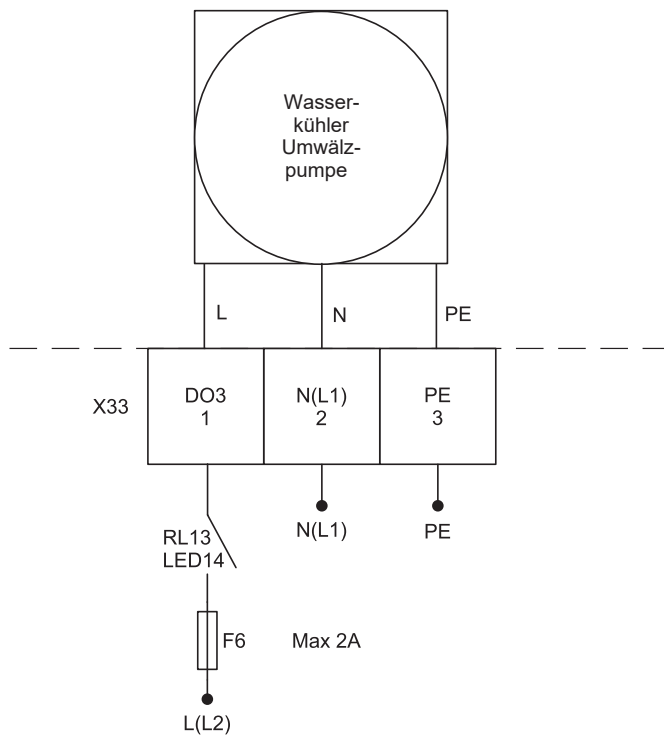 Wasser-
kühler
Umwälz-
pumpe
L
N
PE
X33
DO3
1
N(L1)
2
PE
3
RL13
LED14
N(L1)
PE
F6
Max 2A
L(L2)